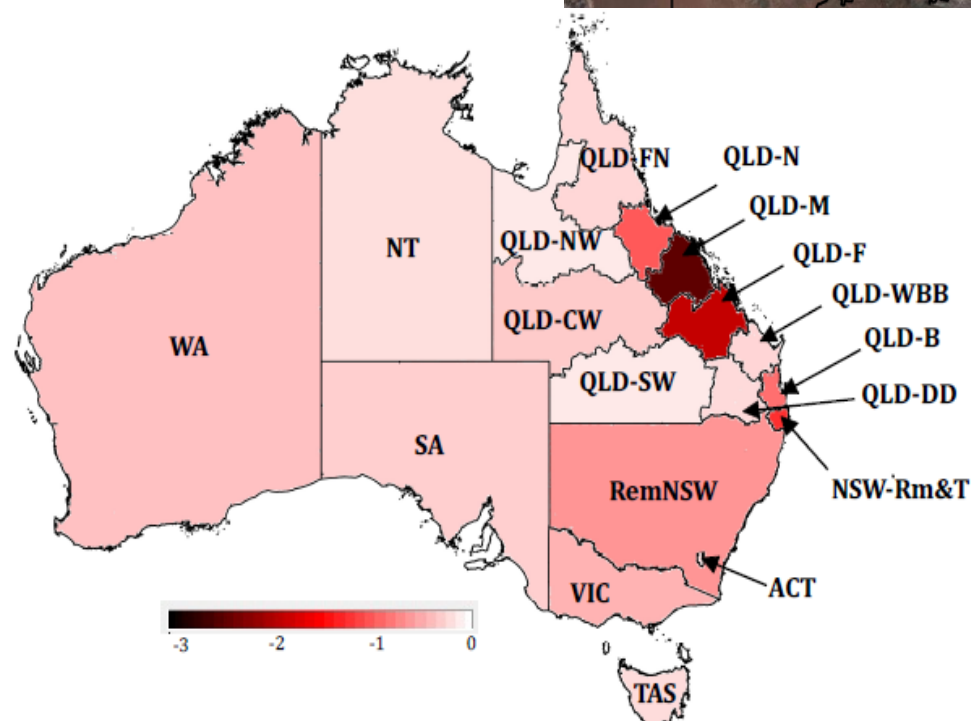 QLD-FN
QLD-N
QLD-M
NT
QLD-NW
QLD-F
QLD-WBB
QLD-CW
WA
QLD-B
QLD-SW
QLD-DD
SA
RemNSW
NSW-Rm&T
ACT
VIC
-3 -2 -1 0
TAS